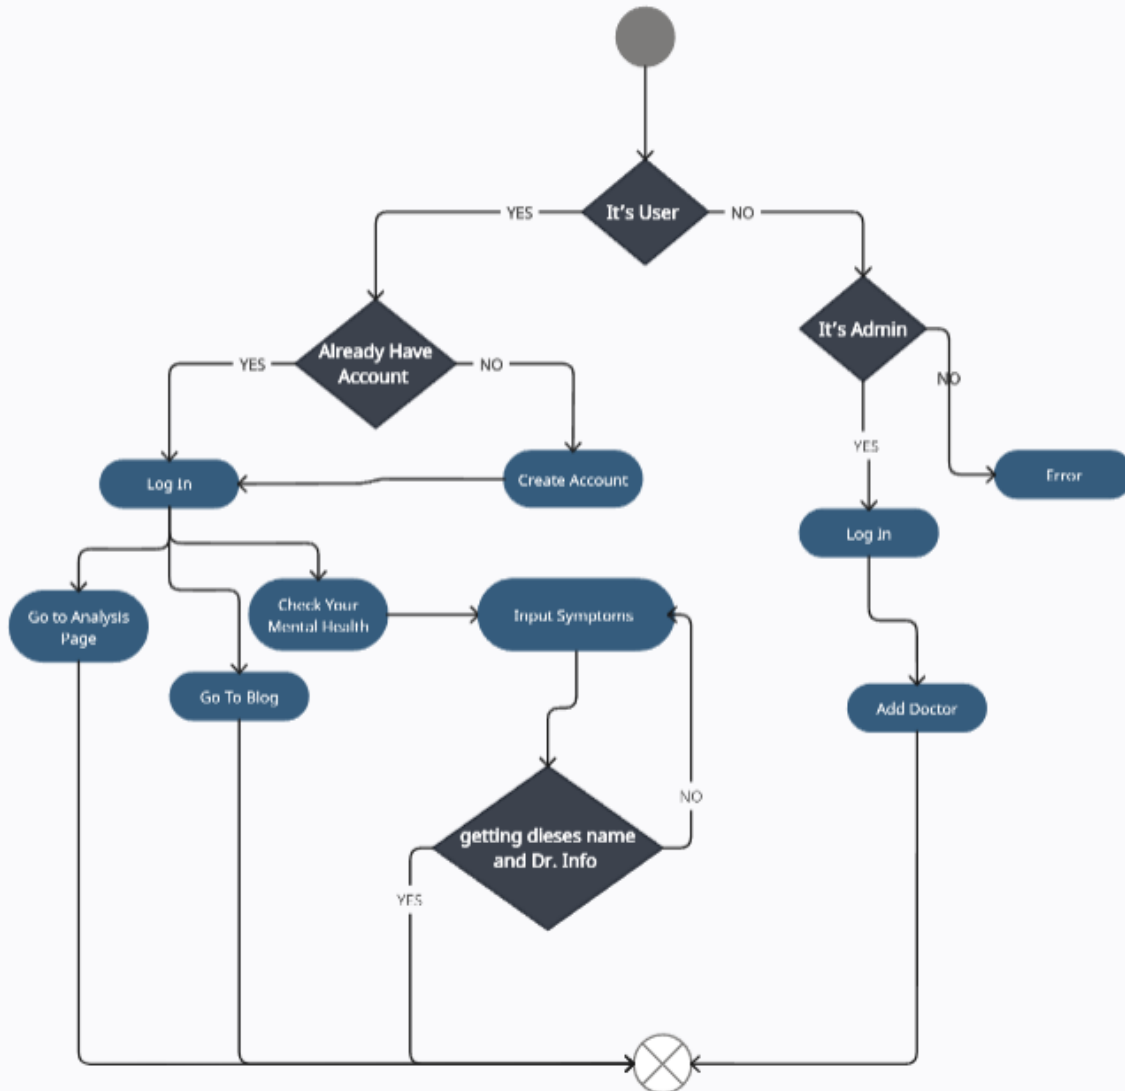 It's User
YES
NO
It's Admin
Already Have
Account
YES
NO
NO
YES
Log In
Create Account
Error
Log In
Check Your
Mental Health
Input Symptoms
Go to Analysis
Page
Go To Blog
Add Doctor
NO
getting dieses name
and Dr. Info
YES